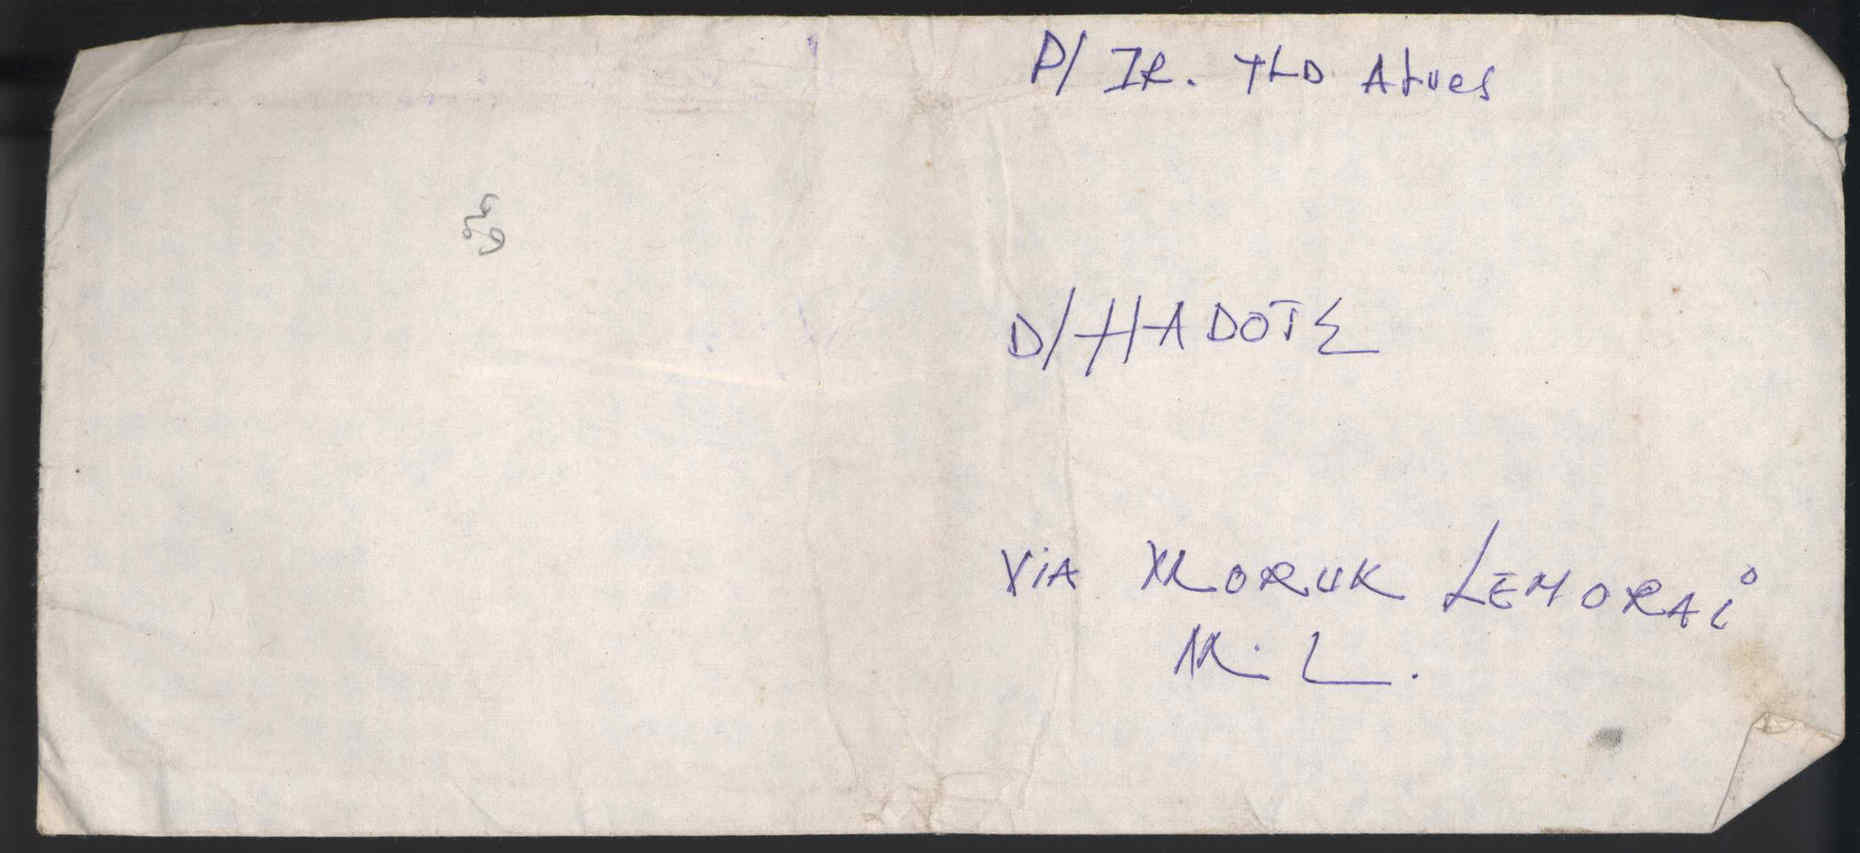 P/ IR. TLD Alves
D/HADOTE
ViA MORUK LEMORAi
M. L.